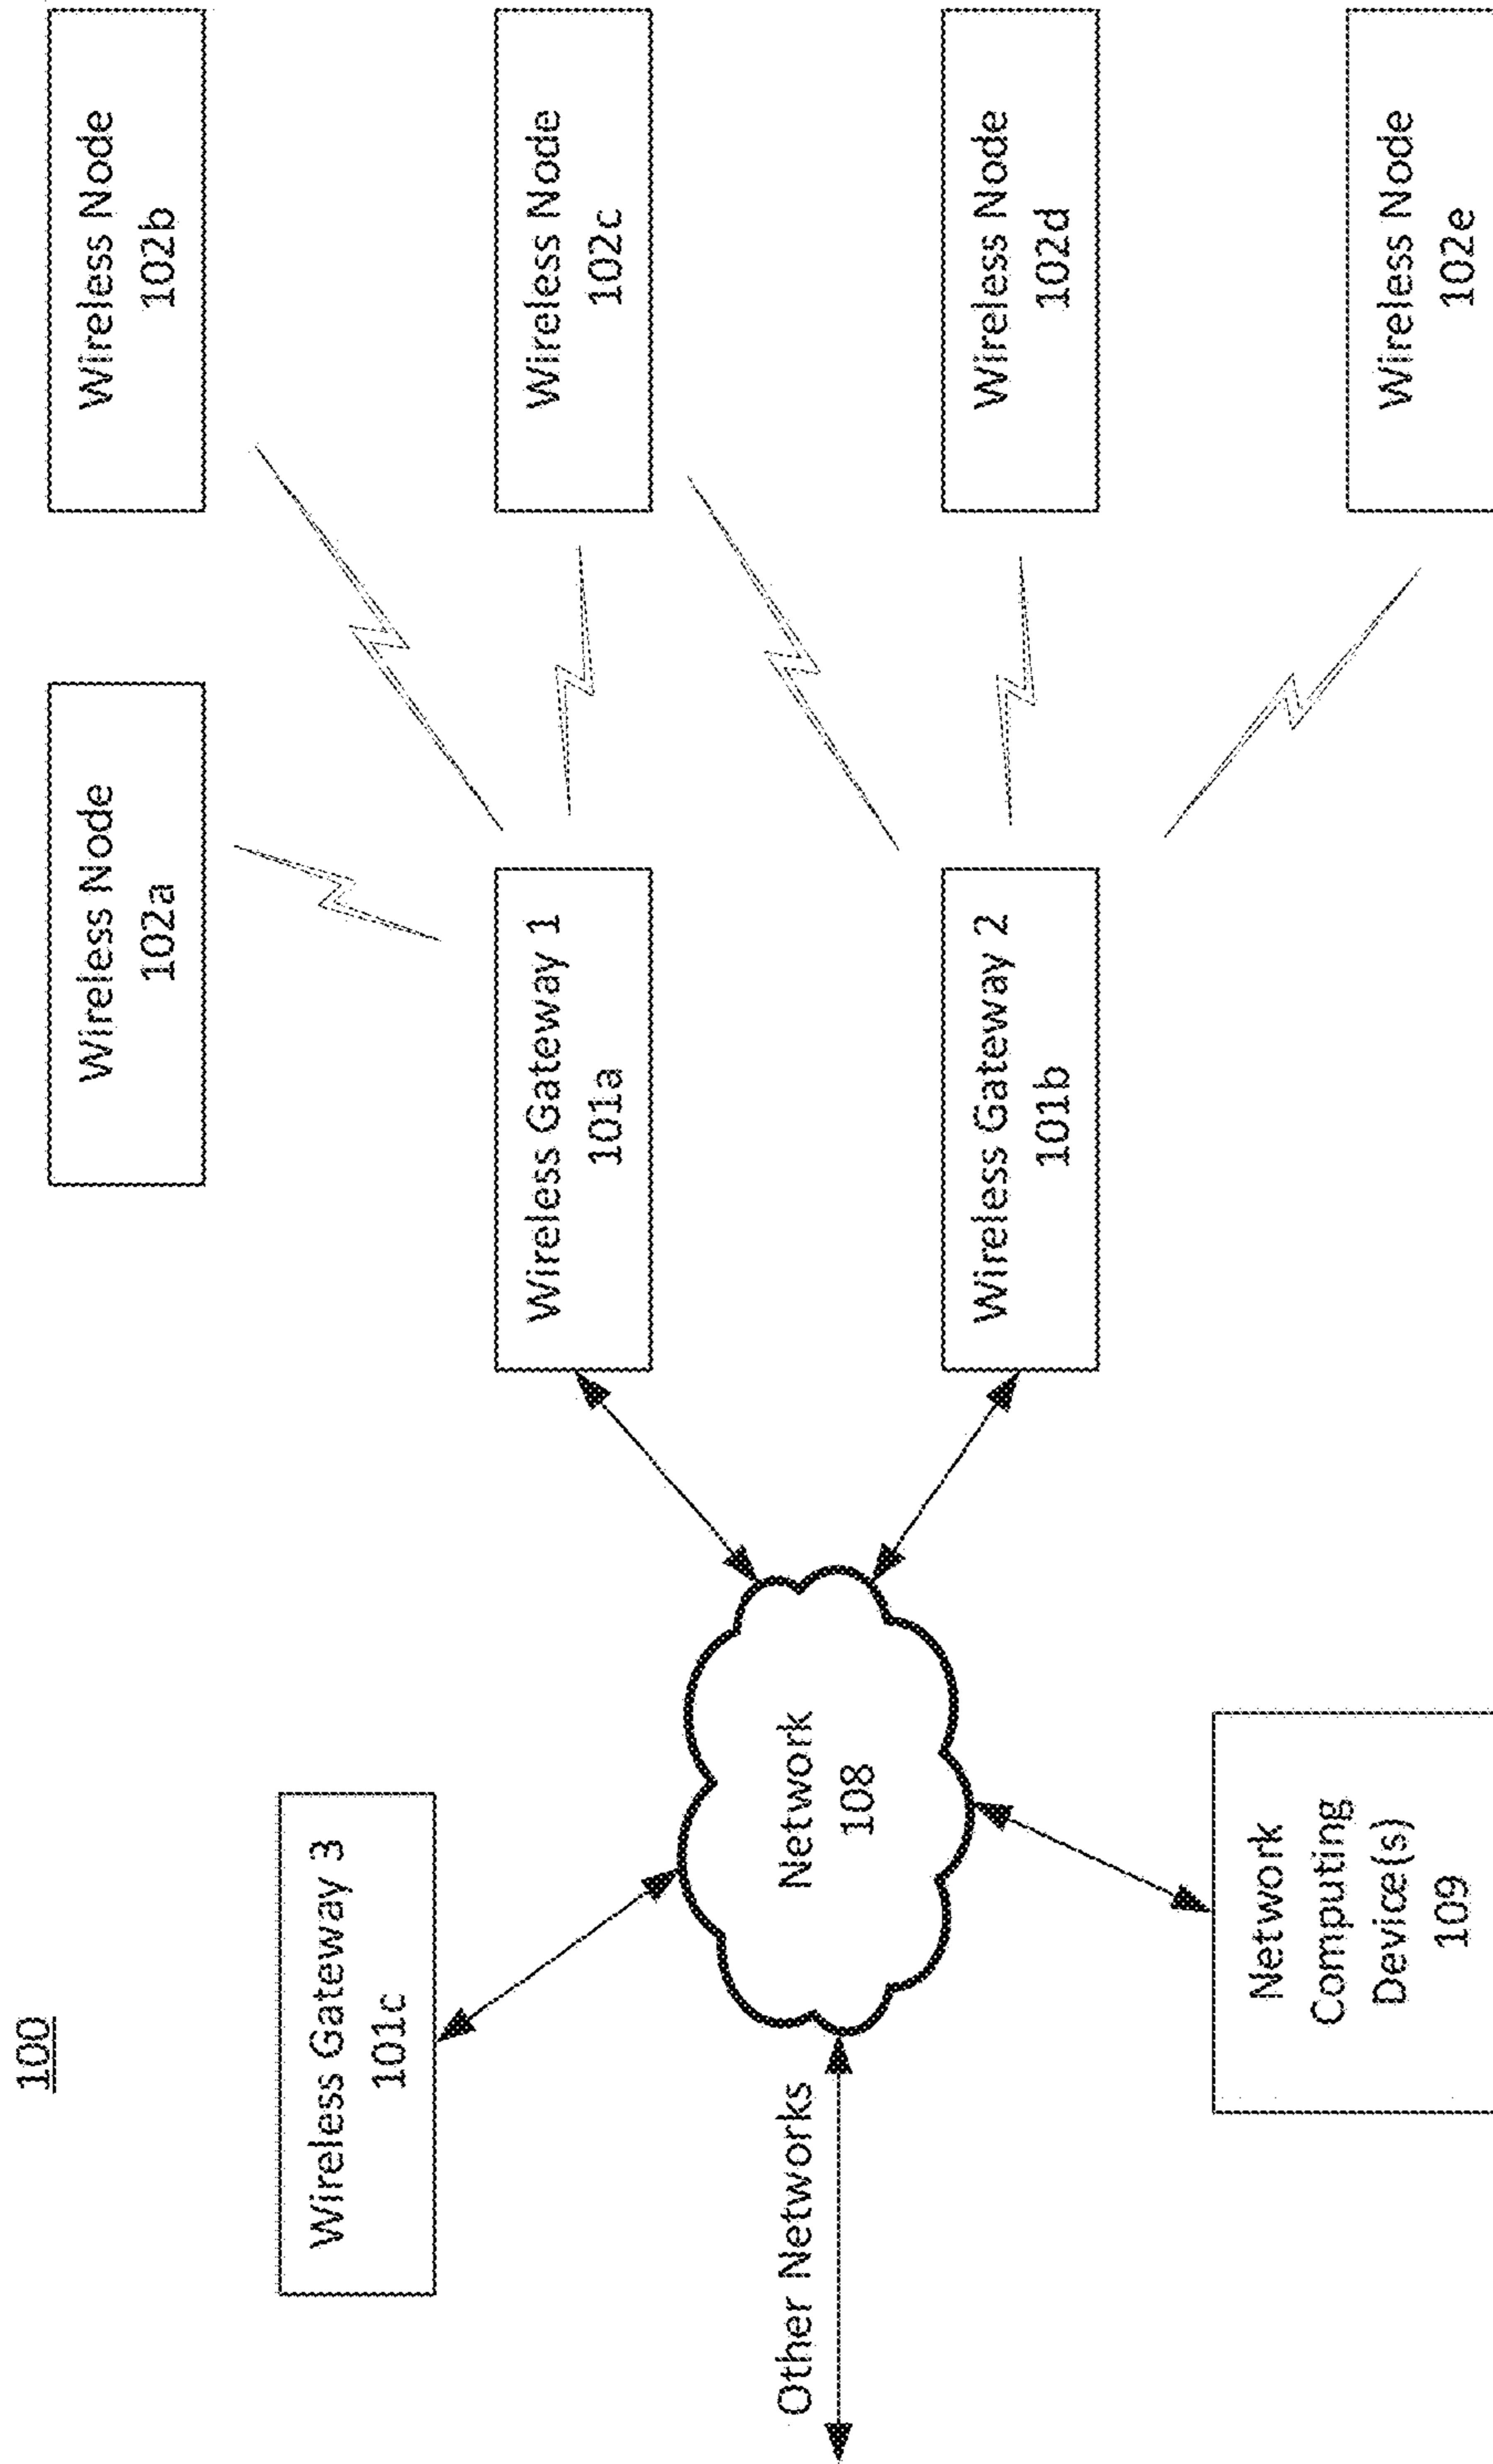 100
Wireless Gateway 3
101c
Other Networks
Network
108
Network
Computing
Device(s)
109
Wireless Node
102a
Wireless Gateway 1
101a
Wireless Gateway 2
101b
Wireless Node
102b
Wireless Node
102c
Wireless Node
102d
Wireless Node
102e